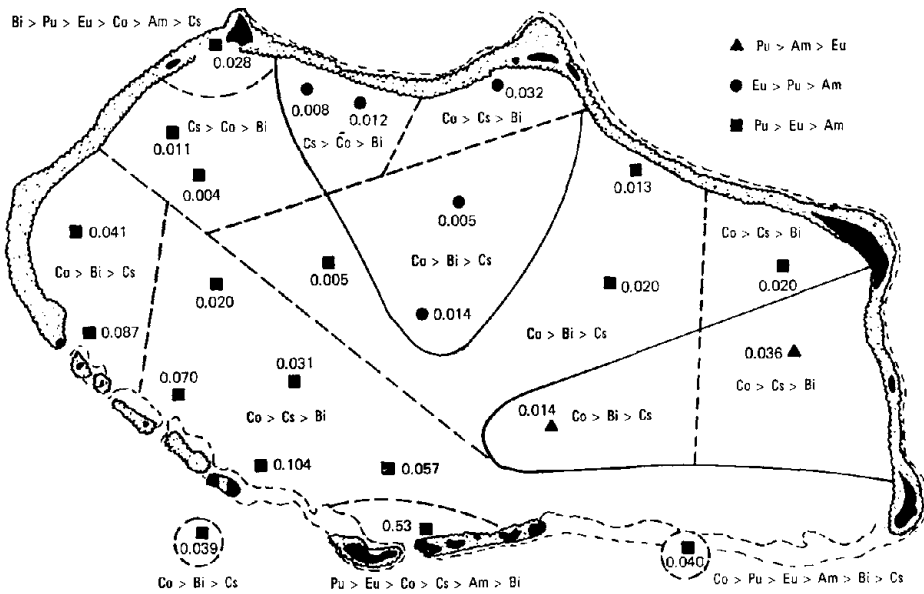 Bi > Pu > Eu > Co > Am > Cs
▲ Pu > Am > Eu
● Eu > Pu > Am
■ Pu > Eu > Am
0.028
0.008
0.012
0.032
Cs > Co > Bi
Cs > Co > Bi
Co > Cs > Bi
0.011
0.004
0.013
0.005
0.041
Co > Bi > Cs
0.005
Co > Bi > Cs
Co > Cs > Bi
0.020
0.020
0.020
0.014
0.087
Co > Bi > Cs
0.036
0.070
0.031
Co > Cs > Bi
Co > Cs > Bi
0.014
Co > Bi > Cs
0.104
0.057
0.53
0.039
0.040
Co > Bi > Cs
Pu > Eu > Co > Cs > Am > Bi
Co > Pu > Eu > Am > Bi > Cs